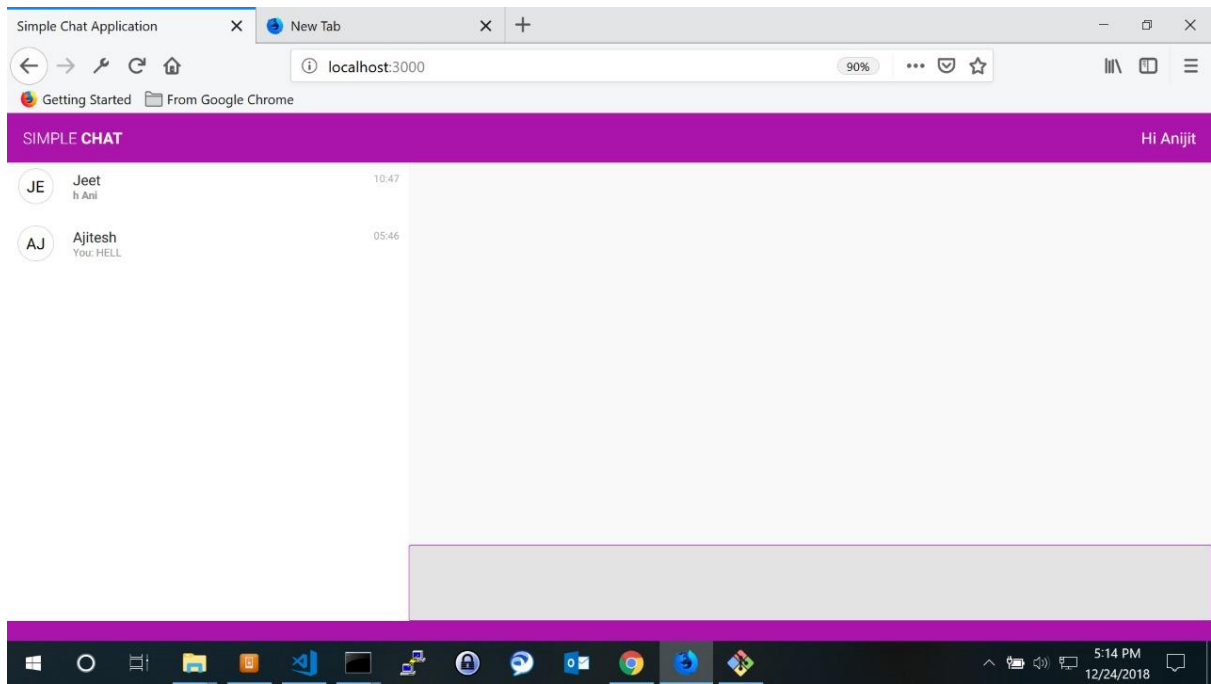 Simple Chat Application
New Tab
localhost:3000
90%
Getting Started
From Google Chrome
SIMPLE CHAT
Hi Anijit
JE
Jeet
10:47
h Ani
AJ
Ajitesh
05:46
You: HELL
5:14 PM
12/24/2018